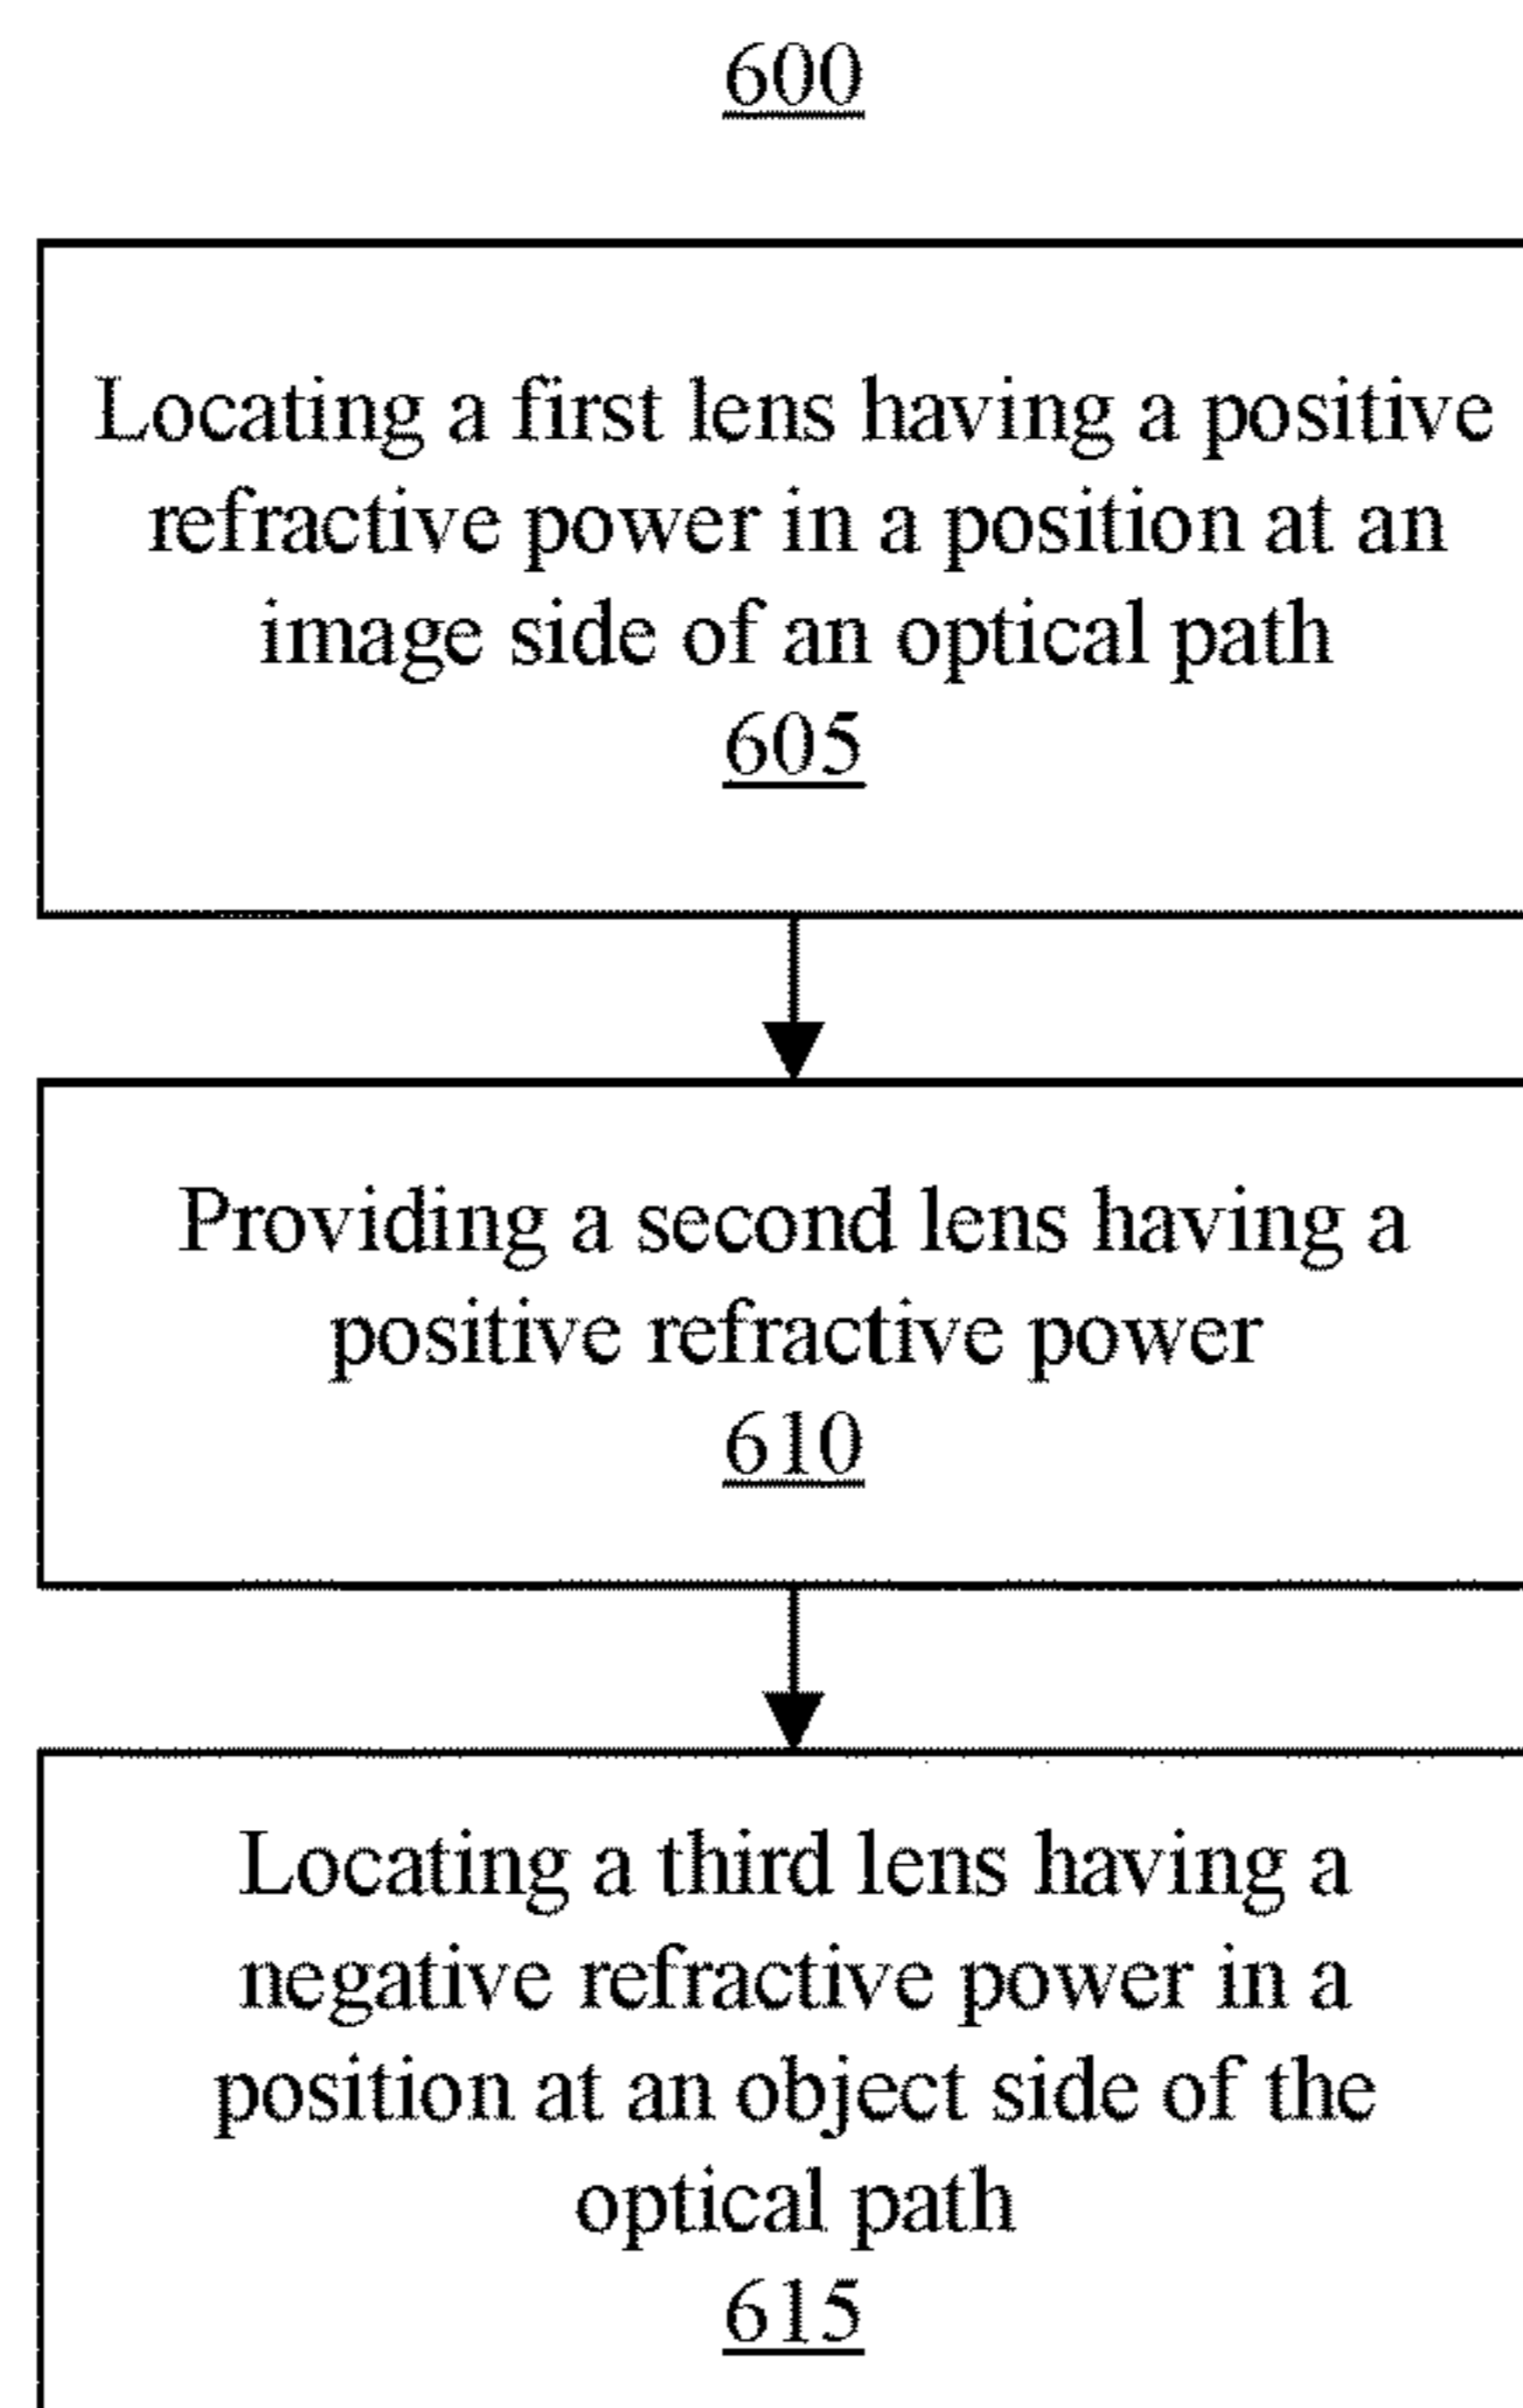 600
Locating a first lens having a positive
refractive power in a position at an
image side of an optical path
605
Providing a second lens having a
positive refractive power
610
Locating a third lens having a
negative refractive power in a
position at an object side of the
optical path
615